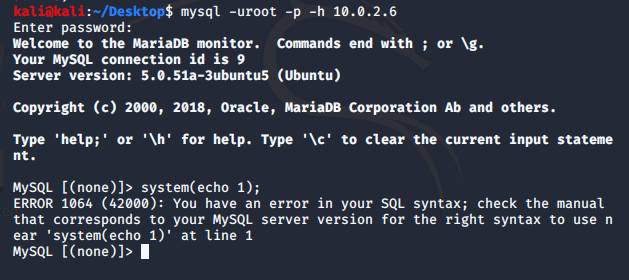 kali@kali:~/Desktop$ mysql -uroot -p -h 10.0.2.6
Enter password:
Welcome to the MariaDB monitor.  Commands end with ; or \g.
Your MySQL connection id is 9
Server version: 5.0.51a-3ubuntu5 (Ubuntu)

Copyright (c) 2000, 2018, Oracle, MariaDB Corporation Ab and others.

Type 'help;' or '\h' for help. Type '\c' to clear the current input stateme
nt.

MySQL [(none)]> system(echo 1);
ERROR 1064 (42000): You have an error in your SQL syntax; check the manual
that corresponds to your MySQL server version for the right syntax to use n
ear 'system(echo 1)' at line 1
MySQL [(none)]>